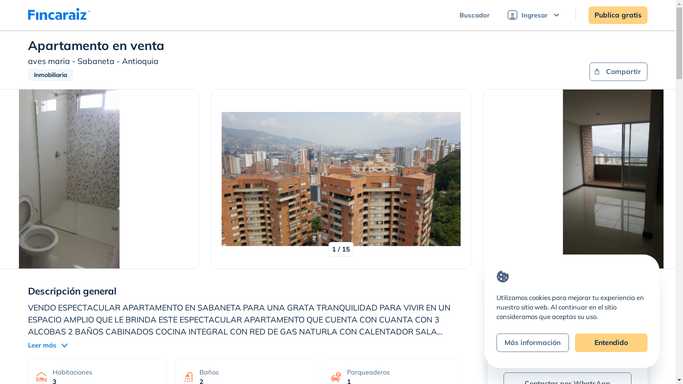 Fincaraiz
Buscador
Ingresar
Publica gratis
Apartamento en venta
aves maria - Sabaneta - Antioquia
Inmobiliaria
Compartir
1 / 15
Descripción general
VENDO ESPECTACULAR APARTAMENTO EN SABANETA PARA UNA GRATA TRANQUILIDAD PARA VIVIR EN UN
ESPACIO AMPLIO QUE LE BRINDA ESTE ESPECTACULAR APARTAMENTO QUE CUENTA CON CUANTA CON 3
ALCOBAS 2 BAÑOS CABINADOS COCINA INTEGRAL CON RED DE GAS NATURLA CON CALENTADOR SALA...
Leer más
Habitaciones
3
Baños
2
Parqueaderos
1
Utilizamos cookies para mejorar tu experiencia en
nuestro sitio web. Al continuar en el sitio
consideramos que aceptas su uso.
Más información
Entendido
Contactar por WhatsApp